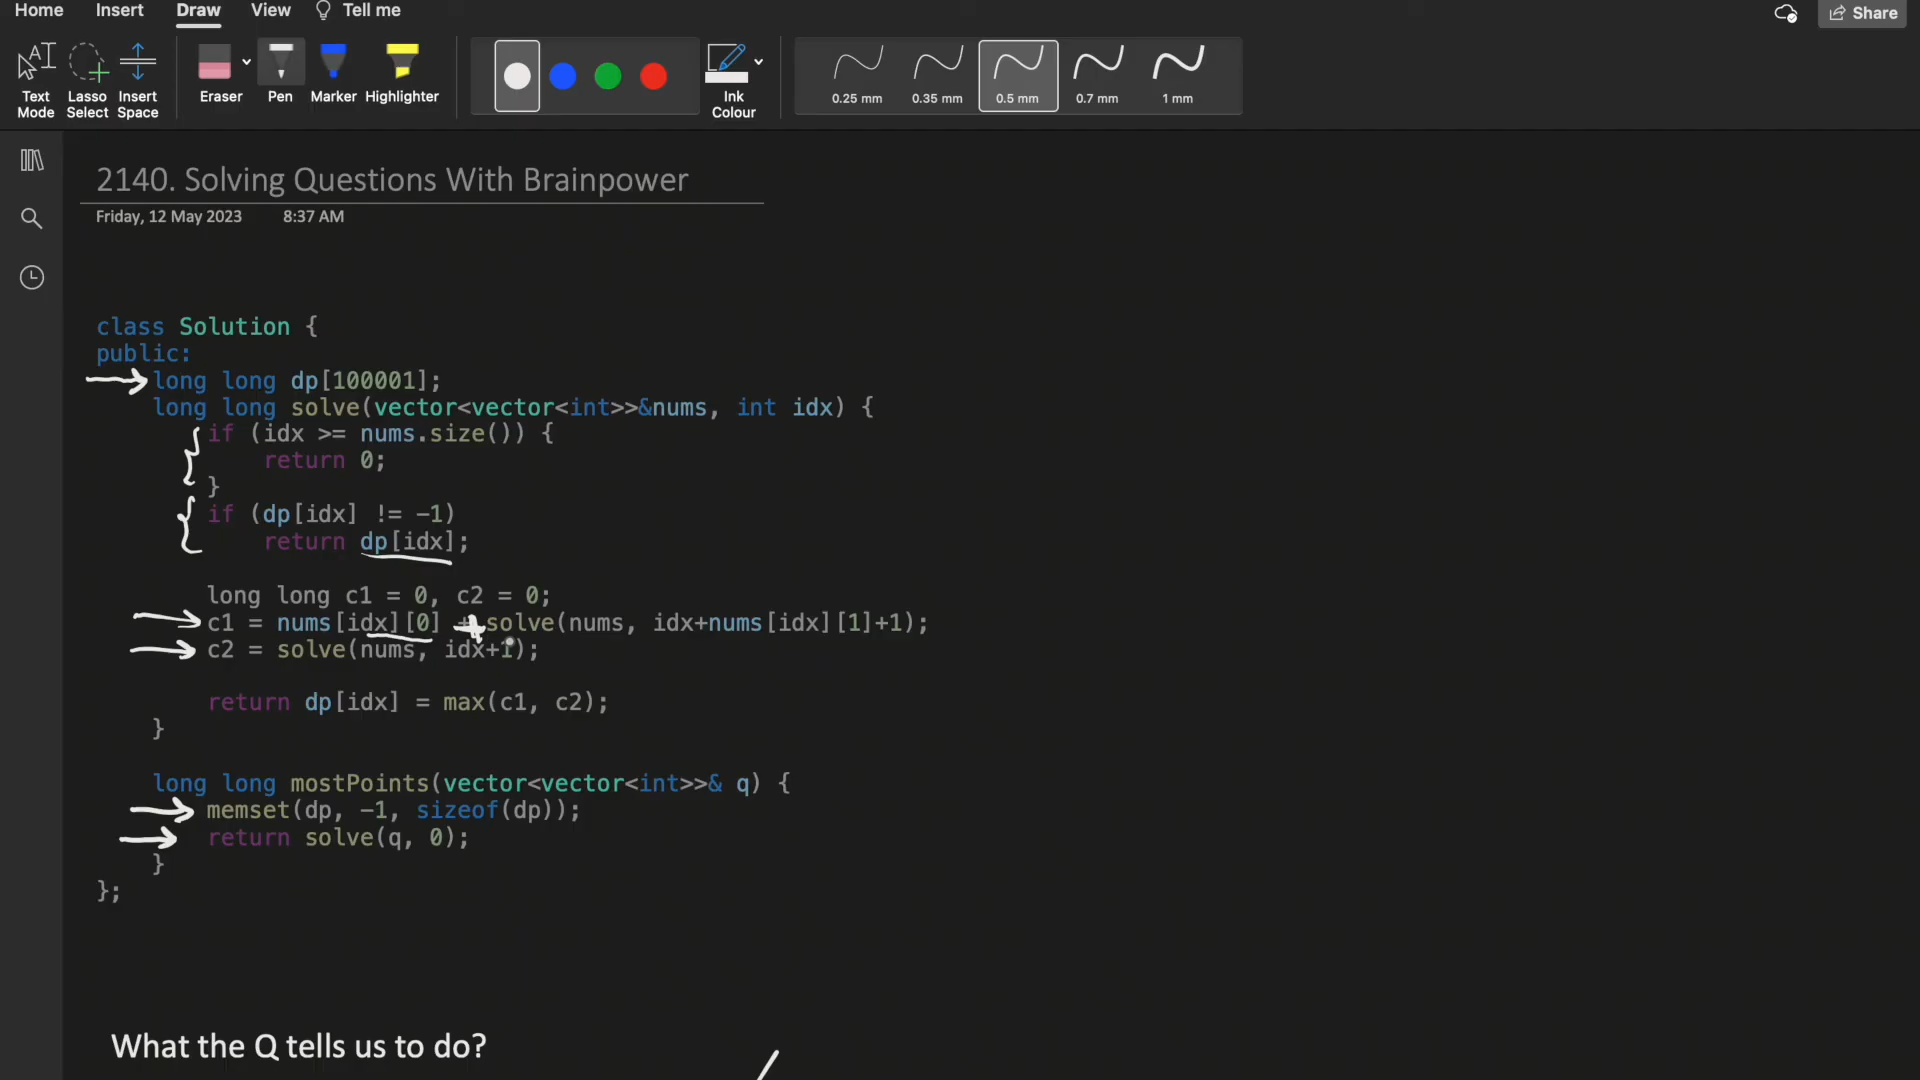 Home Insert Draw View Tell me Share
Text Mode Lasso Select Insert Space Eraser Pen Marker Highlighter Ink Colour 0.25 mm 0.35 mm 0.5 mm 0.7 mm 1 mm
2140. Solving Questions With Brainpower
Friday, 12 May 2023 8:37 AM
class Solution {
public:
long long dp[100001];
long long solve(vector<vector<int>>&nums, int idx) {
if (idx >= nums.size()) {
return 0;
}
if (dp[idx] != -1)
return dp[idx];
long long c1 = 0, c2 = 0;
c1 = nums[idx][0] + solve(nums, idx+nums[idx][1]+1);
c2 = solve(nums, idx+1);
return dp[idx] = max(c1, c2);
}
long long mostPoints(vector<vector<int>>& q) {
memset(dp, -1, sizeof(dp));
return solve(q, 0);
}
};
What the Q tells us to do?